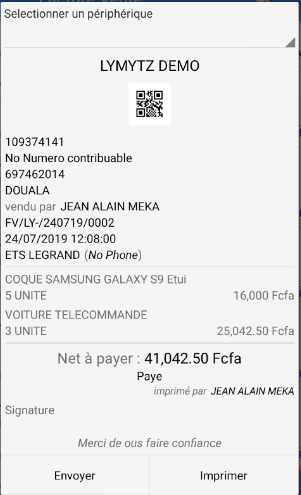 Selectionner un périphérique
LYMYTZ DEMO
109374141
No Numero contribuable
697462014
DOUALA
vendu par JEAN ALAIN MEKA
FV/LY-/240719/0002
24/07/2019 12:08:00
ETS LEGRAND (No Phone)
COQUE SAMSUNG GALAXY S9 Etui
5 UNITE 16,000 Fcfa
VOITURE TELECOMMANDE
3 UNITE 25,042.50 Fcfa
Net à payer : 41,042.50 Fcfa
Paye
imprimé par JEAN ALAIN MEKA
Signature
Merci de ous faire confiance
Envoyer Imprimer